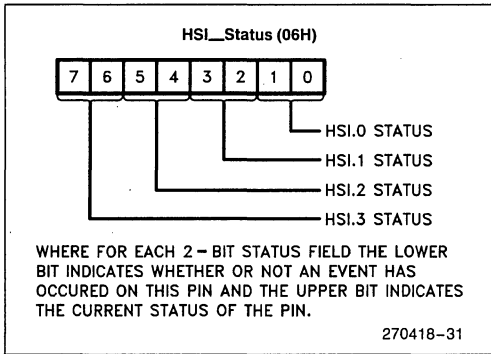 HSI__Status (06H)
7 6 5 4 3 2 1 0
HSI.0 STATUS
HSI.1 STATUS
HSI.2 STATUS
HSI.3 STATUS
WHERE FOR EACH 2-BIT STATUS FIELD THE LOWER
BIT INDICATES WHETHER OR NOT AN EVENT HAS
OCCURED ON THIS PIN AND THE UPPER BIT INDICATES
THE CURRENT STATUS OF THE PIN.
270418-31